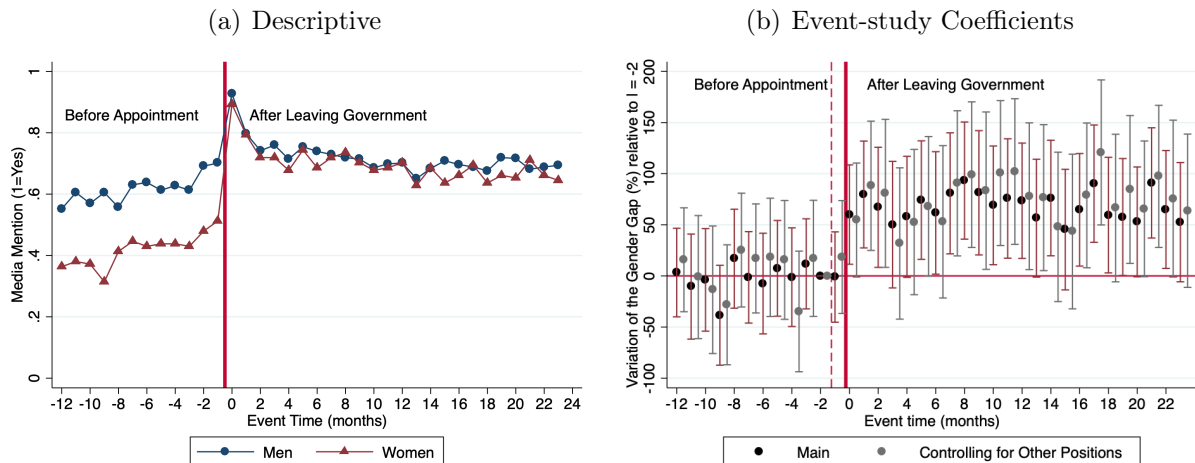 (a) Descriptive
Media Mention (1=Yes)
1
.8
.6
.4
.2
0
Before Appointment
After Leaving Government
-12 -10 -8 -6 -4 -2 0 2 4 6 8 10 12 14 16 18 20 22 24
Event Time (months)
Men Women
(b) Event-study Coefficients
Variation of the Gender Gap (%) relative to l = -2
200
150
100
50
0
-50
-100
Before Appointment
After Leaving Government
-12 -10 -8 -6 -4 -2 0 2 4 6 8 10 12 14 16 18 20 22
Event time (months)
Main Controlling for Other Positions